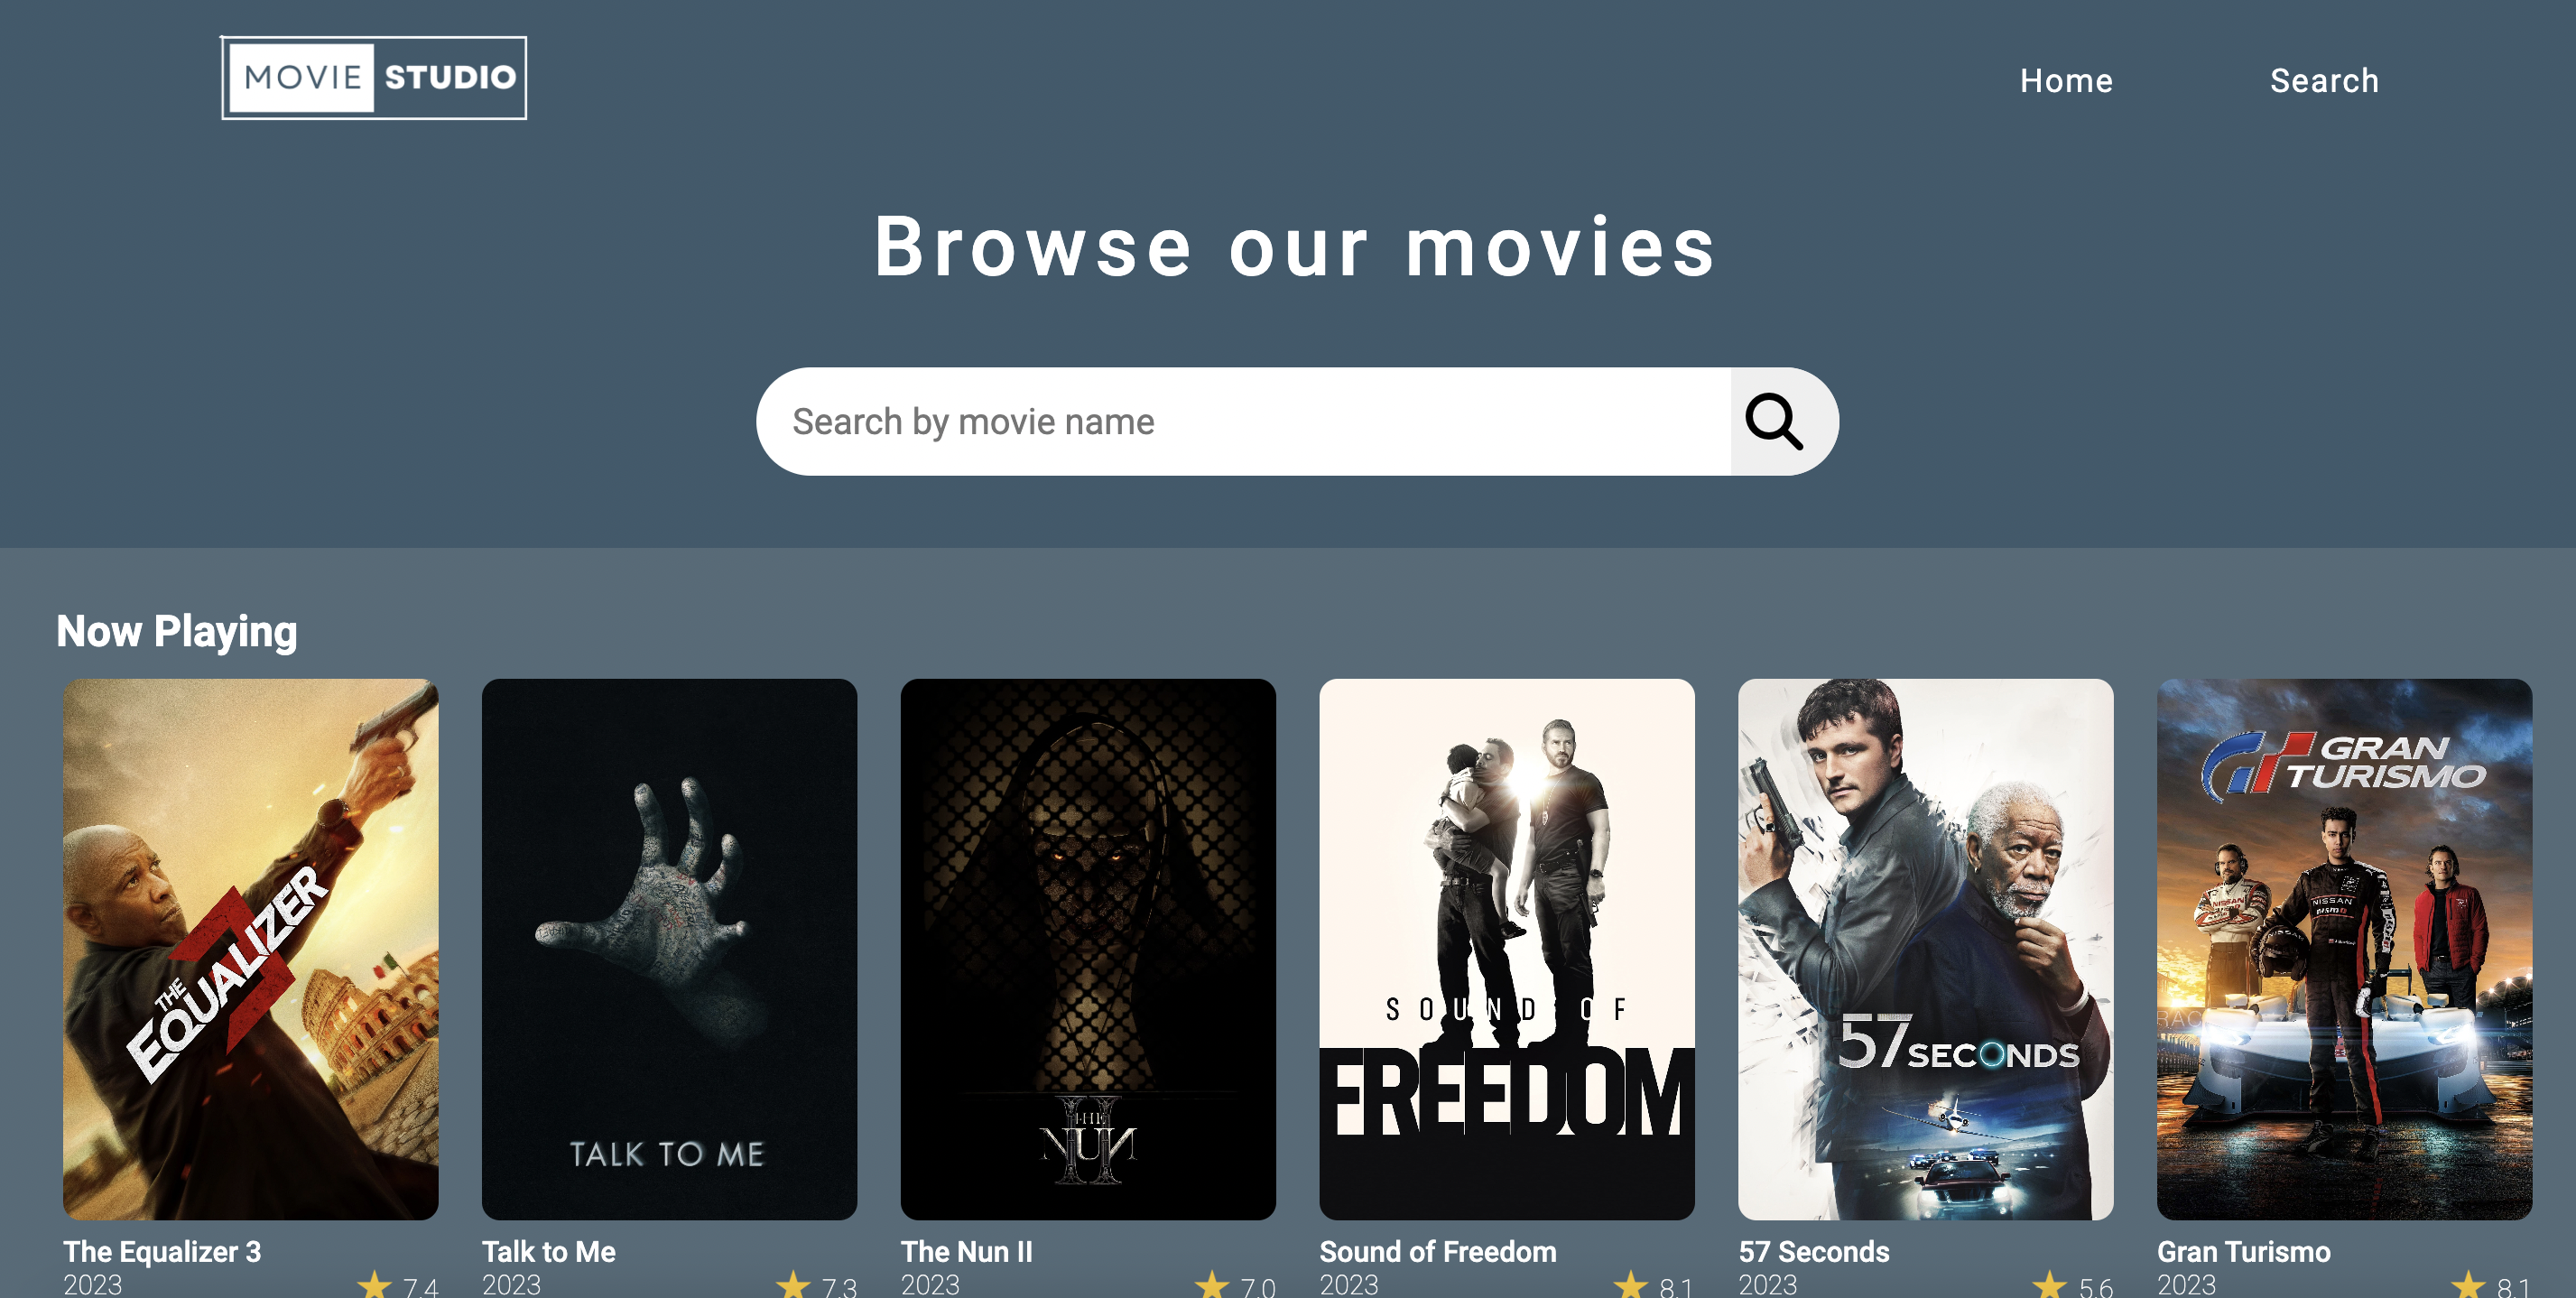 MOVIE STUDIO
Home
Search
Browse our movies
Search by movie name
Now Playing
THE
EQUALIZER
3
TALK TO ME
THE
NUN
II
SOUND OF
FREEDOM
57 SECONDS
GRAN
TURISMO
NISSAN
nismo
NISSAN
The Equalizer 3
2023
7.4
Talk to Me
2023
7.3
The Nun II
2023
7.0
Sound of Freedom
2023
8.1
57 Seconds
2023
5.6
Gran Turismo
2023
8.1